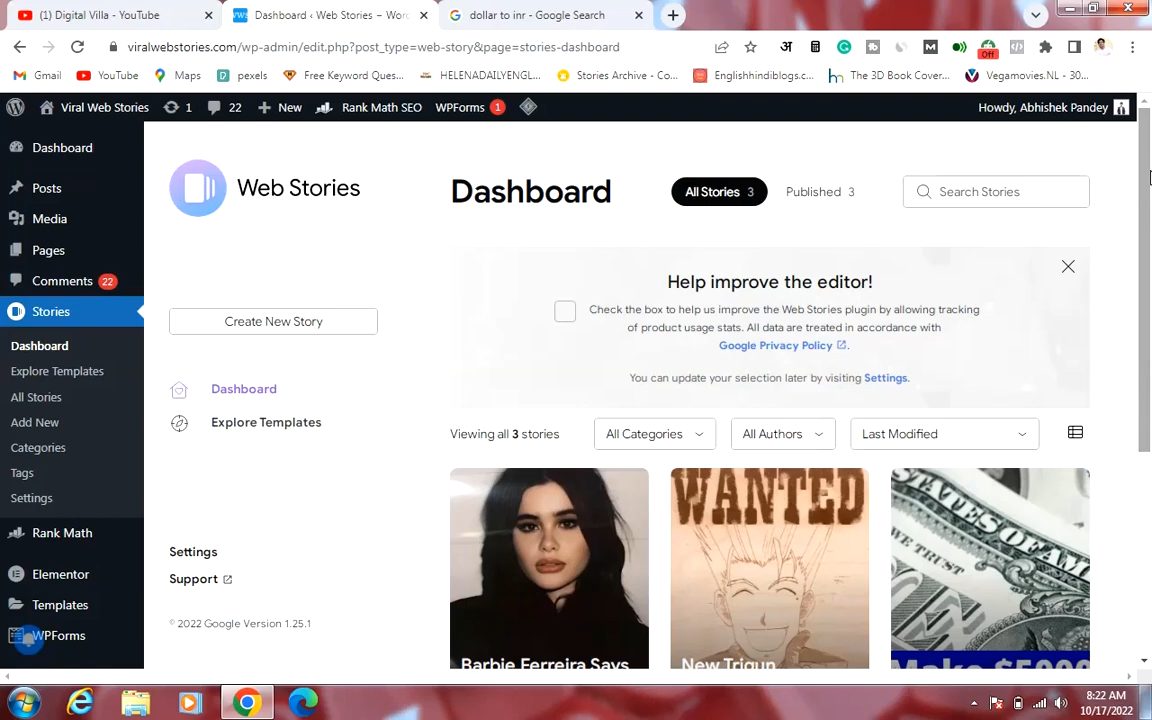 (1) Digital Villa - YouTube
Dashboard ‹ Web Stories – Wor
dollar to inr - Google Search
viralwebstories.com/wp-admin/edit.php?post_type=web-story&page=stories-dashboard
Gmail YouTube Maps pexels Free Keyword Ques... HELENADAILYENGL... Stories Archive - Co... Englishhindiblogs.c... The 3D Book Cover... Vegamovies.NL - 30...
Viral Web Stories 1 22 New Rank Math SEO WPForms 1 Howdy, Abhishek Pandey
Dashboard
Posts
Media
Pages
Comments 22
Stories
Dashboard
Explore Templates
All Stories
Add New
Categories
Tags
Settings
Rank Math
Elementor
Templates
WPForms
Web Stories
Create New Story
Dashboard
Explore Templates
Settings
Support
© 2022 Google Version 1.25.1
Dashboard
All Stories 3
Published 3
Search Stories
Help improve the editor!
Check the box to help us improve the Web Stories plugin by allowing tracking
of product usage stats. All data are treated in accordance with
Google Privacy Policy.
You can update your selection later by visiting Settings.
Viewing all 3 stories
All Categories
All Authors
Last Modified
Barbie Ferreira Says
WANTED
New Trigun
STATES OF AM
WE TRUST
Make $5000
अ
Off
8:22 AM
10/17/2022